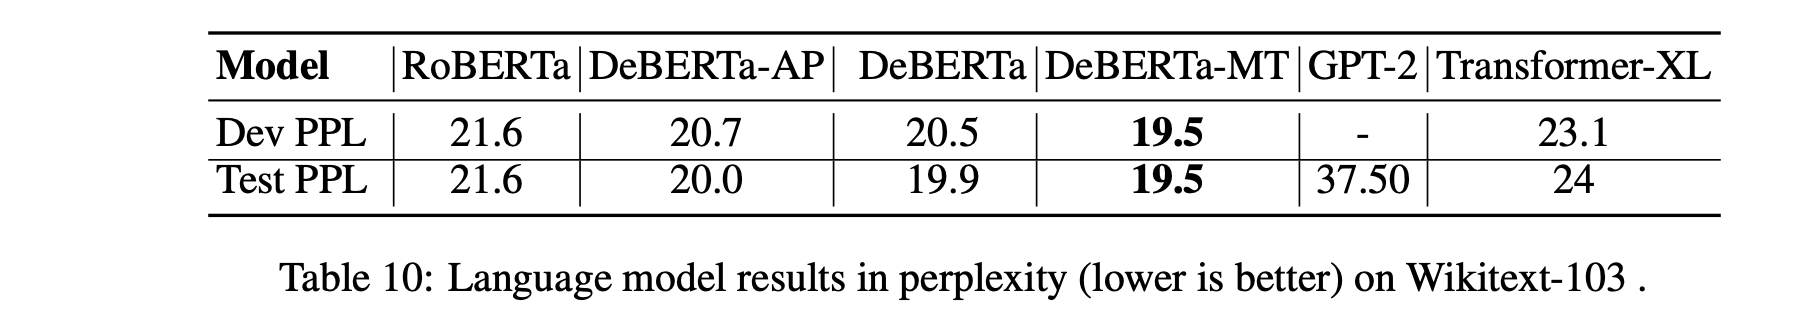 Model RoBERTa DeBERTa-AP DeBERTa DeBERTa-MT GPT-2 Transformer-XL
Dev PPL 21.6 20.7 20.5 19.5 - 23.1
Test PPL 21.6 20.0 19.9 19.5 37.50 24
Table 10: Language model results in perplexity (lower is better) on Wikitext-103 .